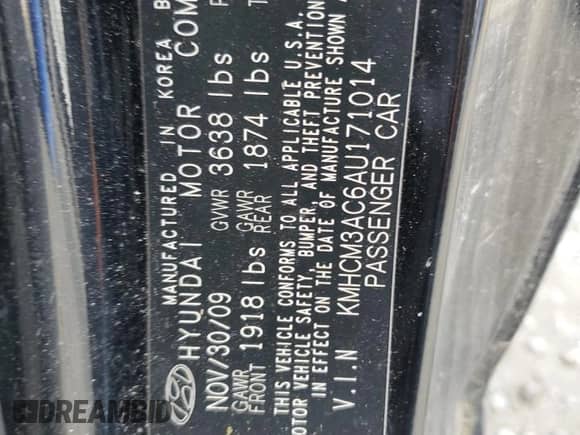 MANUFACTURED IN KOREA B
HYUNDAI MOTOR COM
NOV/30/09 GVWR 3638 lbs
GAWR FRONT 1918 lbs GAWR REAR 1874 lbs T
THIS VEHICLE CONFORMS TO ALL APPLICABLE U.S.A.
OTOR VEHICLE SAFETY, BUMPER, AND THEFT PREVENTION
IN EFFECT ON THE DATE OF MANUFACTURE SHOWN A
V.I.N KMHCM3AC6AU171014
PASSENGER CAR
DREAMBID